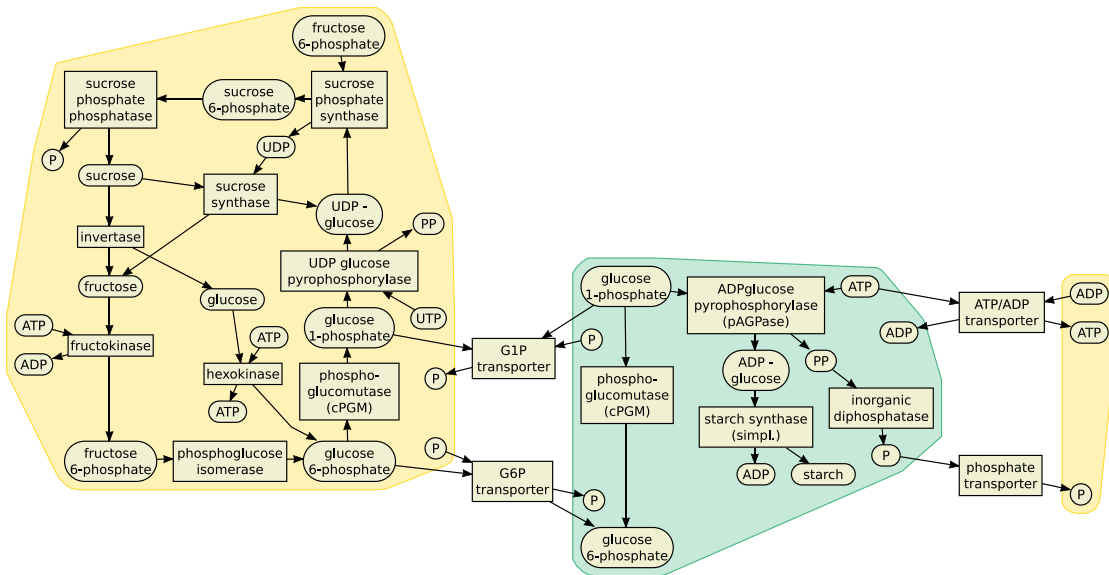 fructose
6-phosphate
sucrose
phosphate
phosphatase
sucrose
6-phosphate
sucrose
phosphate
synthase
P
UDP
sucrose
sucrose
synthase
UDP -
glucose
PP
invertase
UDP glucose
pyrophosphorylase
fructose
glucose
UTP
ATP
fructokinase
ADP
ATP
hexokinase
ATP
glucose
1-phosphate
phospho-
glucomutase
(cPGM)
fructose
6-phosphate
phosphoglucose
isomerase
glucose
6-phosphate
G1P
transporter
P
P
P
G6P
transporter
P
glucose
1-phosphate
ADPglucose
pyrophosphorylase
(pAGPase)
ATP
phospho-
glucomutase
(cPGM)
ADP -
glucose
PP
starch synthase
(simpl.)
inorganic
diphosphatase
ADP
starch
P
glucose
6-phosphate
ADP
ATP/ADP
transporter
ADP
ATP
phosphate
transporter
P